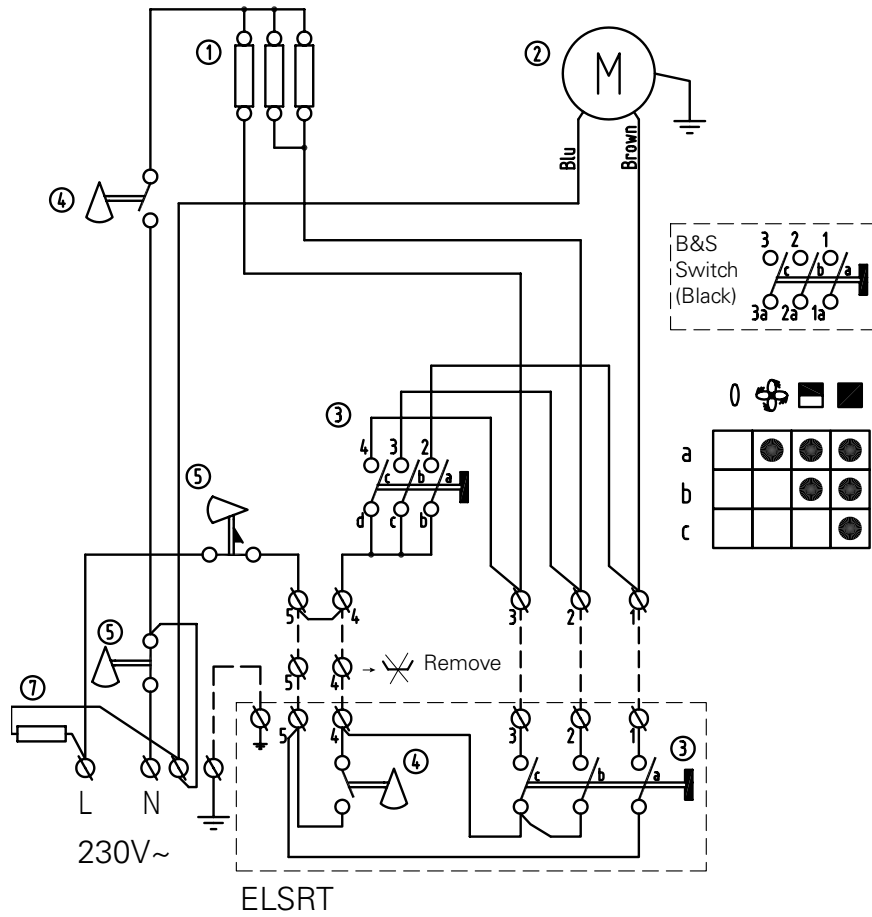 ①
②
M
Blu
Brown
④
B&S
Switch
(Black)
3 2 1
c b a
3a 2a 1a
③
4 3 2
c b a
d c b
a
b
c
⑤
5 4 3 2 1
⑤
5 4 → Remove
⑦
5 4 3 2 1
④
c b a
③
L N
230V~
ELSRT